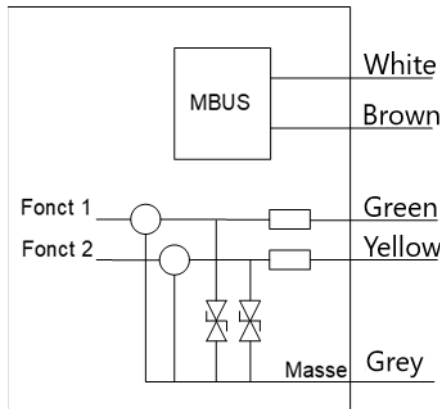 White
MBUS
Brown
Fonct 1
Green
Fonct 2
Yellow
Masse
Grey